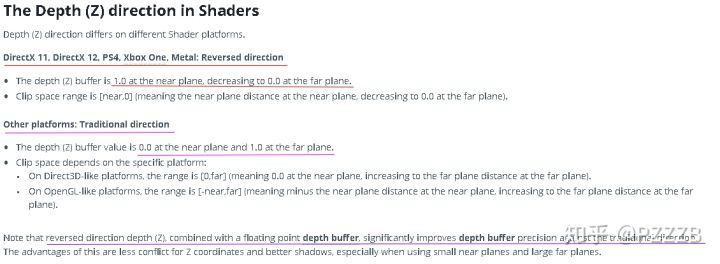 The Depth (Z) direction in Shaders
Depth (Z) direction differs on different Shader platforms.
DirectX 11, DirectX 12, PS4, Xbox One, Metal: Reversed direction
• The depth (Z) buffer is 1.0 at the near plane, decreasing to 0.0 at the far plane.
• Clip space range is [near,0] (meaning the near plane distance at the near plane, decreasing to 0.0 at the far plane).
Other platforms: Traditional direction
• The depth (Z) buffer value is 0.0 at the near plane and 1.0 at the far plane.
• Clip space depends on the specific platform:
• On Direct3D-like platforms, the range is [0,far] (meaning 0.0 at the near plane, increasing to the far plane distance at the far plane).
• On OpenGL-like platforms, the range is [-near,far] (meaning minus the near plane distance at the near plane, increasing to the far plane distance at the far
plane).
Note that reversed direction depth (Z), combined with a floating point depth buffer, significantly improves depth buffer precision against the traditional direction.
The advantages of this are less conflict for Z coordinates and better shadows, especially when using small near planes and large far planes.
知乎 @PZZZB